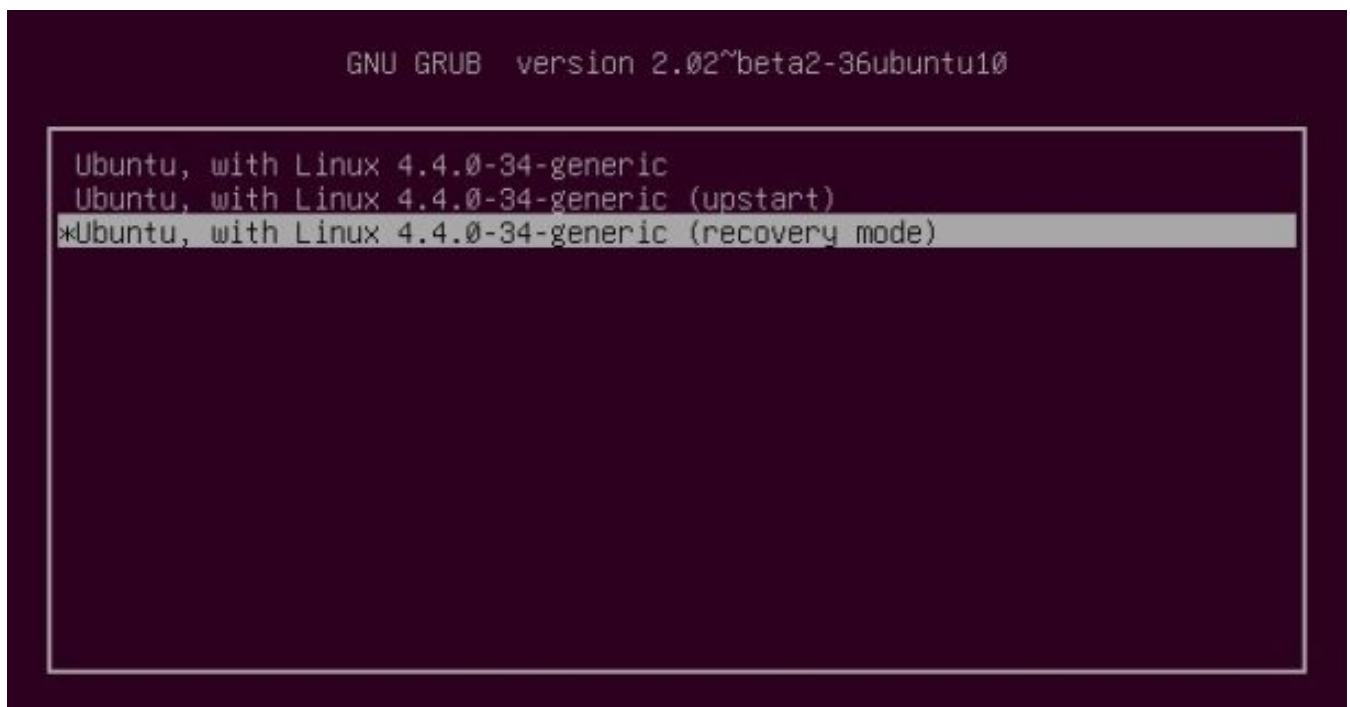 GNU GRUB  version 2.02~beta2-36ubuntu10
Ubuntu, with Linux 4.4.0-34-generic
Ubuntu, with Linux 4.4.0-34-generic (upstart)
*Ubuntu, with Linux 4.4.0-34-generic (recovery mode)